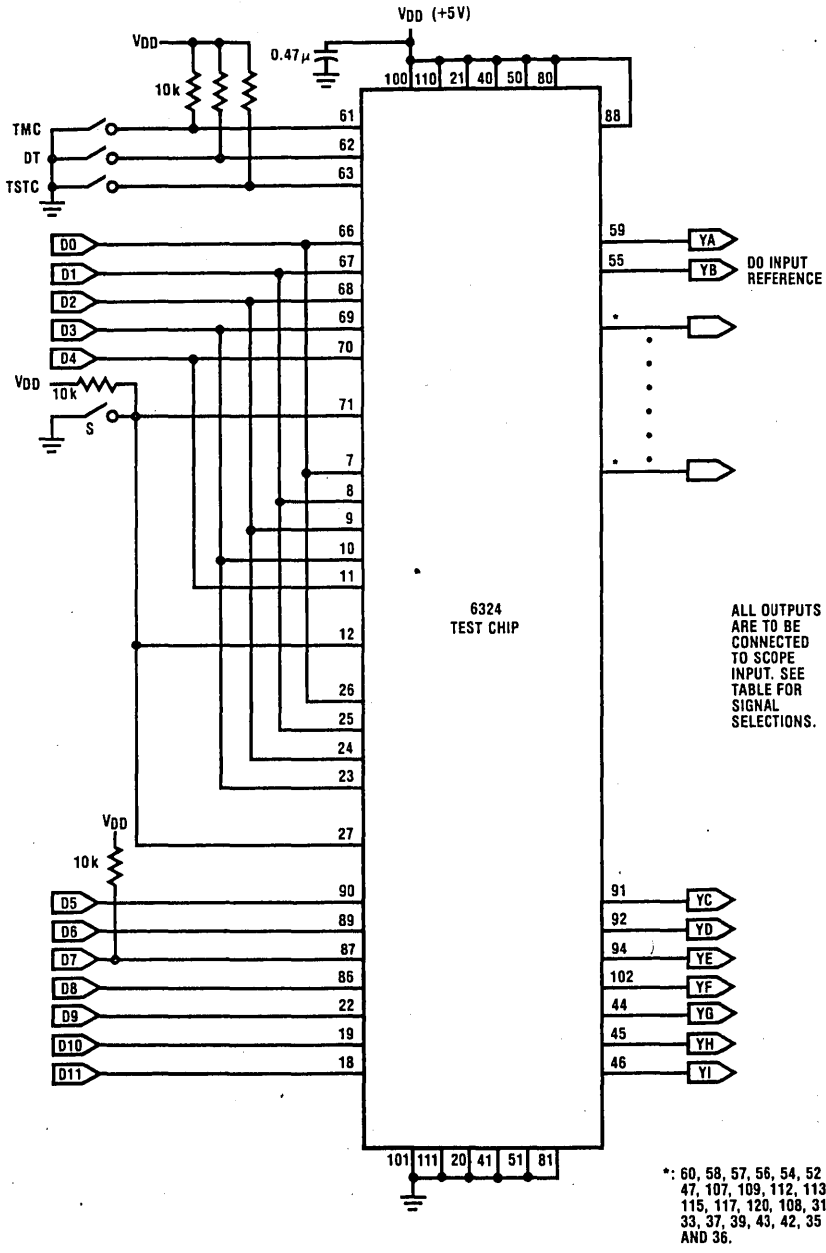 VDD (+5V)
VDD
0.47μ
10k
100 110 21 40 50 80
88
TMC 61
DT 62
TSTC 63
D0 66
D1 67
D2 68
D3 69
D4 70
VDD
10k
71
S
7
8
9
10
11
12
26
25
24
23
27
VDD
10k
D5 90
D6 89
D7 87
D8 86
D9 22
D10 19
D11 18
6324
TEST CHIP
59 YA
55 YB
DO INPUT
REFERENCE
*
*
ALL OUTPUTS
ARE TO BE
CONNECTED
TO SCOPE
INPUT. SEE
TABLE FOR
SIGNAL
SELECTIONS.
91 YC
92 YD
94 YE
102 YF
44 YG
45 YH
46 YI
101 111 20 41 51 81
*: 60, 58, 57, 56, 54, 52
47, 107, 109, 112, 113
115, 117, 120, 108, 31
33, 37, 39, 43, 42, 35
AND 36.